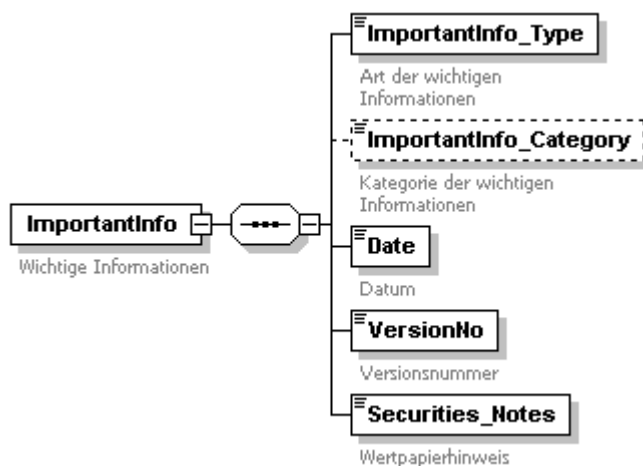 ImportantInfo_Type
Art der wichtigen
Informationen
ImportantInfo_Category
Kategorie der wichtigen
Informationen
ImportantInfo
Wichtige Informationen
Date
Datum
VersionNo
Versionsnummer
Securities_Notes
Wertpapierhinweis